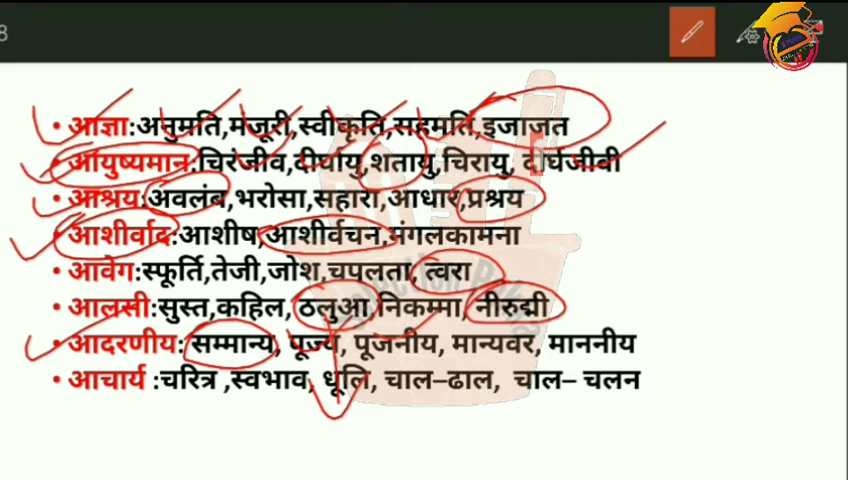 8
• आज्ञा:अनुमति,मंजूरी,स्वीकृति,सहमति,इजाजत
• आयुष्यमान:चिरंजीव,दीर्घायु,शतायु,चिरायु, दीर्घजीवी
• आश्रय:अवलंब,भरोसा,सहारा,आधार,प्रश्रय
• आशीर्वाद:आशीष,आशीर्वचन,मंगलकामना
• आवेग:स्फूर्ति,तेजी,जोश,चपलता, त्वरा
• आलसी:सुस्त,कहिल, ठलुआ,निकम्मा, नीरुद्मी
• आदरणीय: सम्मान्य, पूज्य, पूजनीय, मान्यवर, माननीय
• आचार्य :चरित्र ,स्वभाव, धूलि, चाल–ढाल, चाल– चलन